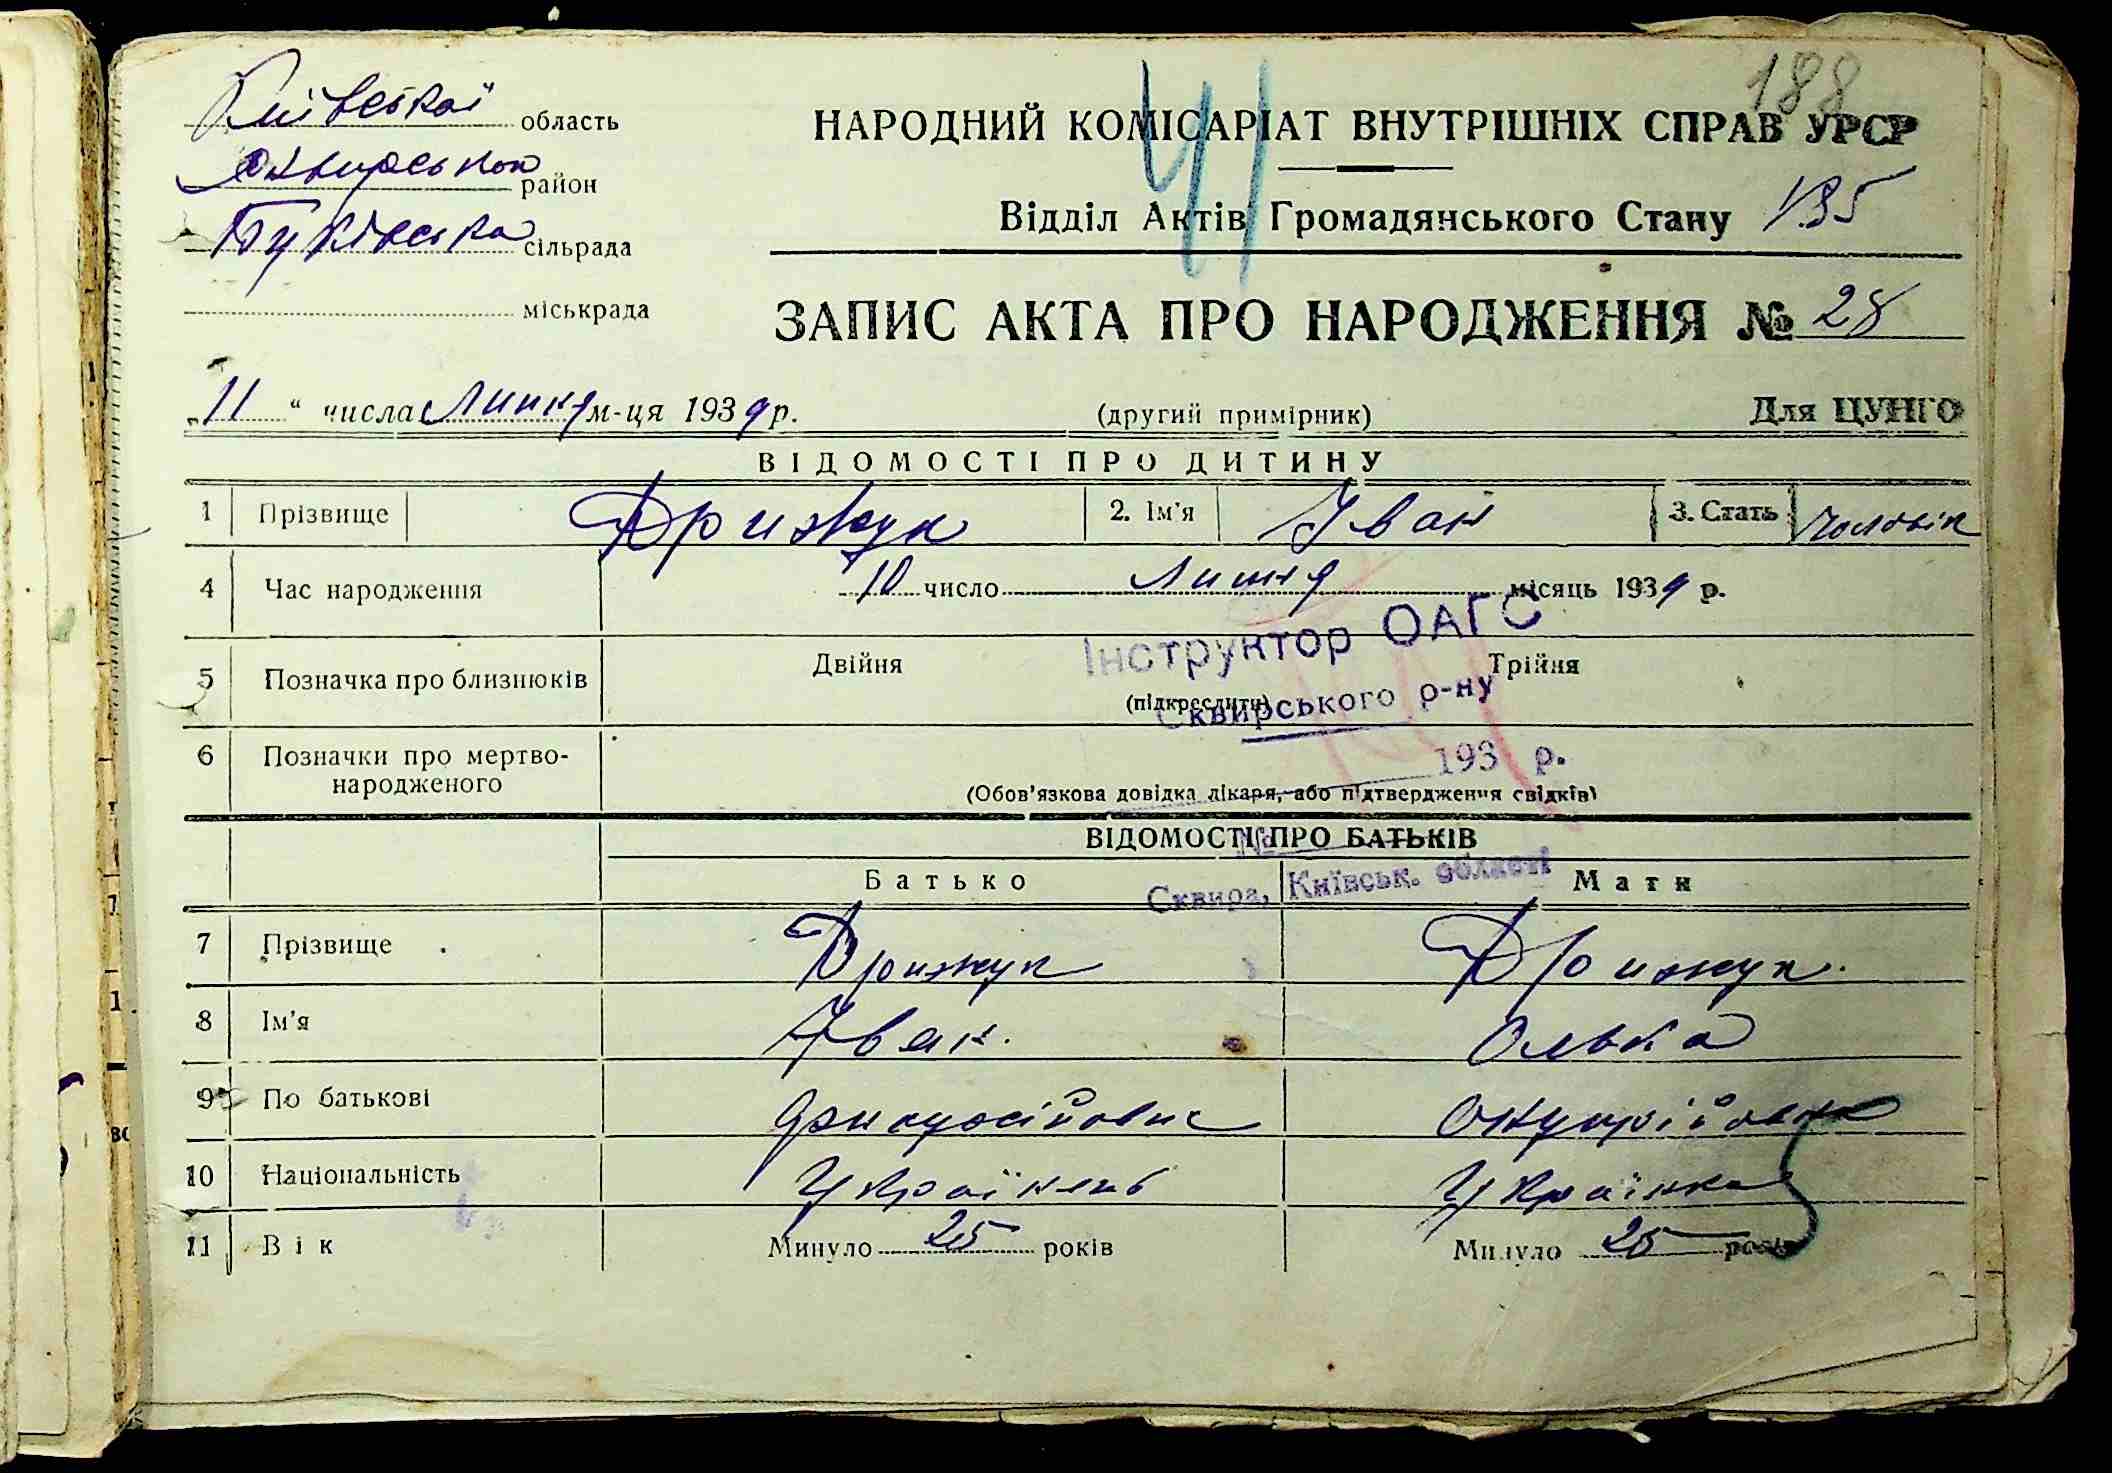 188
Київської область
НАРОДНИЙ КОМІСАРІАТ ВНУТРІШНІХ СПРАВ УРСР
41
Сквирського район
Відділ Актів Громадянського Стану 135
Буківська сільрада
міськрада
ЗАПИС АКТА ПРО НАРОДЖЕННЯ № 28
„11“ числа Липня м-ця 1939 р. (другий примірник) Для ЦУНГО
ВІДОМОСТІ ПРО ДИТИНУ
1 Прізвище Дрижук 2. Ім'я Іван 3. Стать Чоловік
4 Час народження 10 число Липня місяць 1939 р.
Інструктор ОАГС
5 Позначка про близнюків Двійня Трійня
(підкреслити)
Сквирського р-ну
6 Позначки про мертво-
народженого
193 р.
(Обов'язкова довідка лікаря, або підтвердження свідків)
ВІДОМОСТІ ПРО БАТЬКІВ
№
Батько Мати
Сквира, Київськ. області
7 Прізвище Дрижук Дрижук
8 Ім'я Іван Ольга
9 По батькові Онуфрійовна
10 Національність Українець Українка
11 Вік Минуло 25 років Минуло 25 років